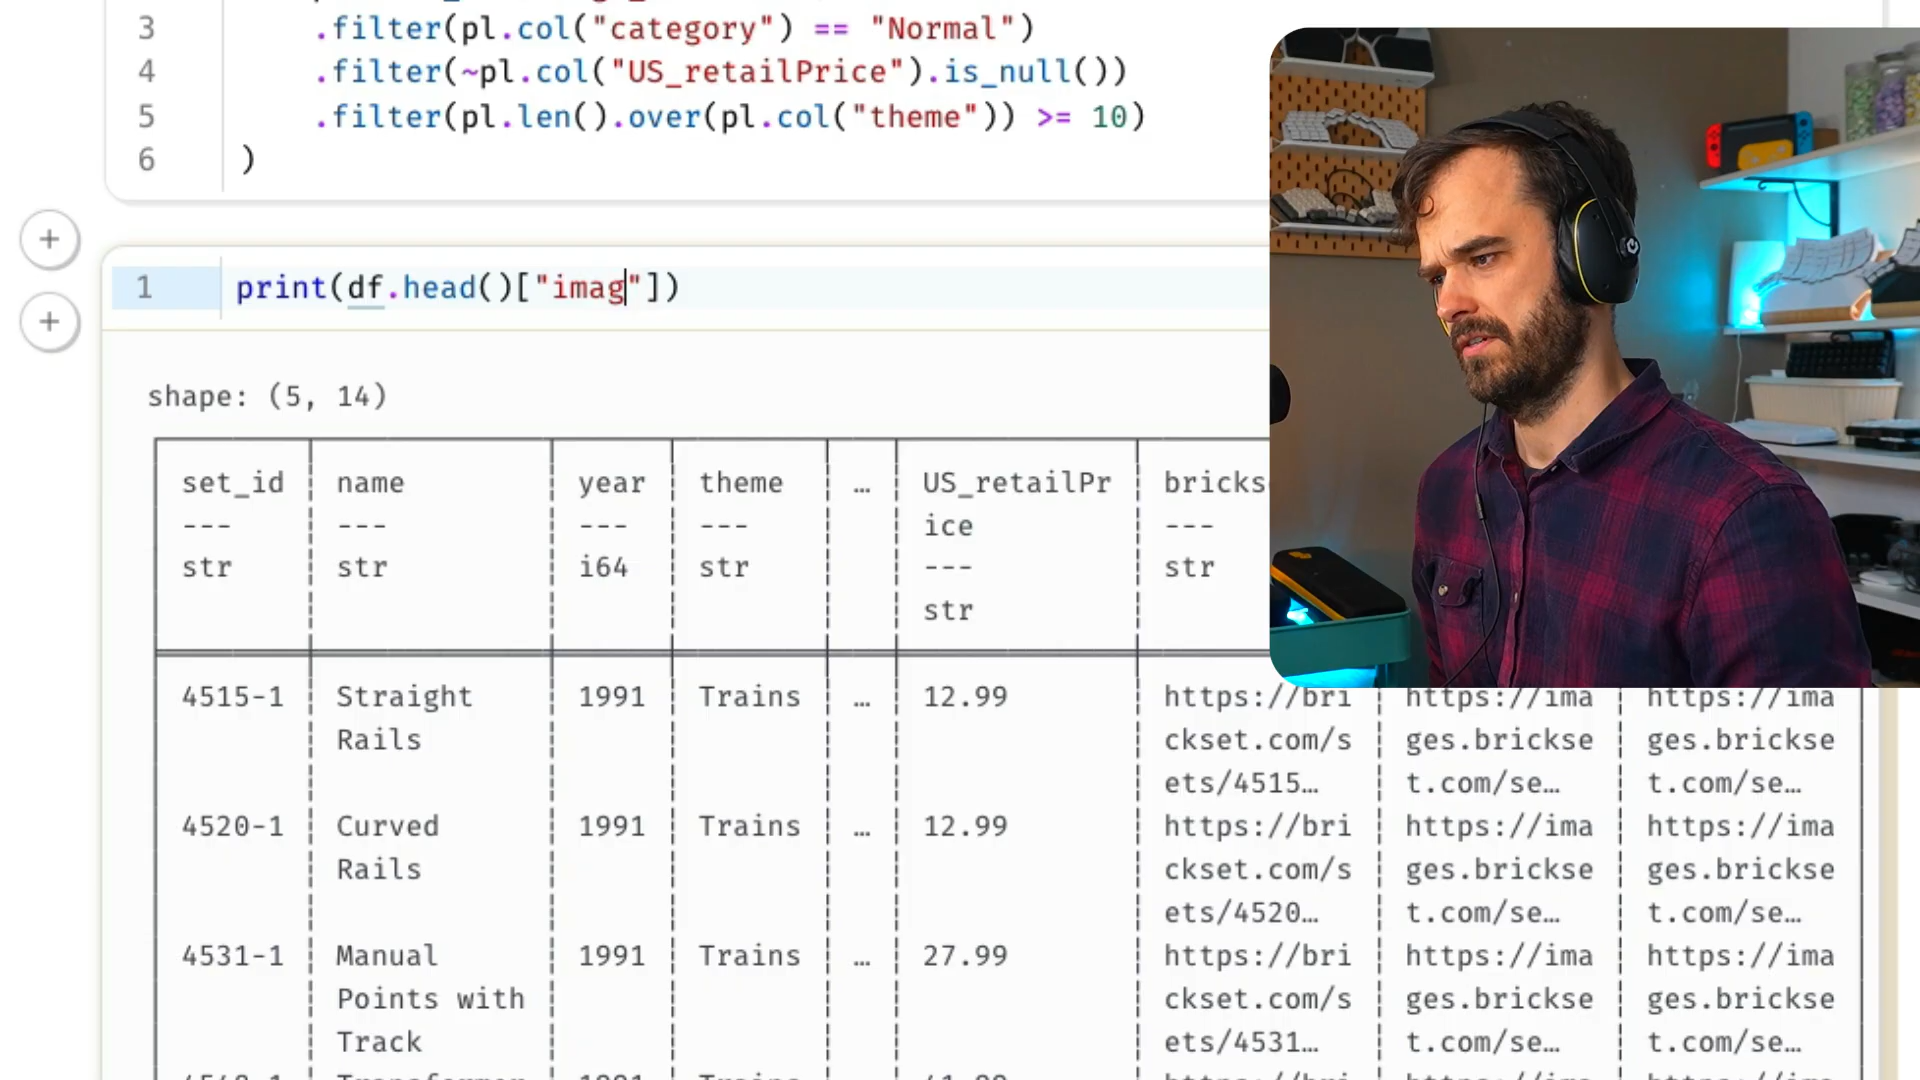 3 .filter(pl.col("category") == "Normal")
4 .filter(~pl.col("US_retailPrice").is_null())
5 .filter(pl.len().over(pl.col("theme")) >= 10)
6 )
+
1 print(df.head()["imag"])
+
shape: (5, 14)
set_id name year theme … US_retailPr bricks
--- --- --- --- ice ---
str str i64 str --- str
str
4515-1 Straight 1991 Trains … 12.99 https://bri https://ima https://ima
Rails ckset.com/s ges.brickse ges.brickse
ets/4515… t.com/se… t.com/se…
4520-1 Curved 1991 Trains … 12.99 https://bri https://ima https://ima
Rails ckset.com/s ges.brickse ges.brickse
ets/4520… t.com/se… t.com/se…
4531-1 Manual 1991 Trains … 27.99 https://bri https://ima https://ima
Points with ckset.com/s ges.brickse ges.brickse
Track ets/4531… t.com/se… t.com/se…